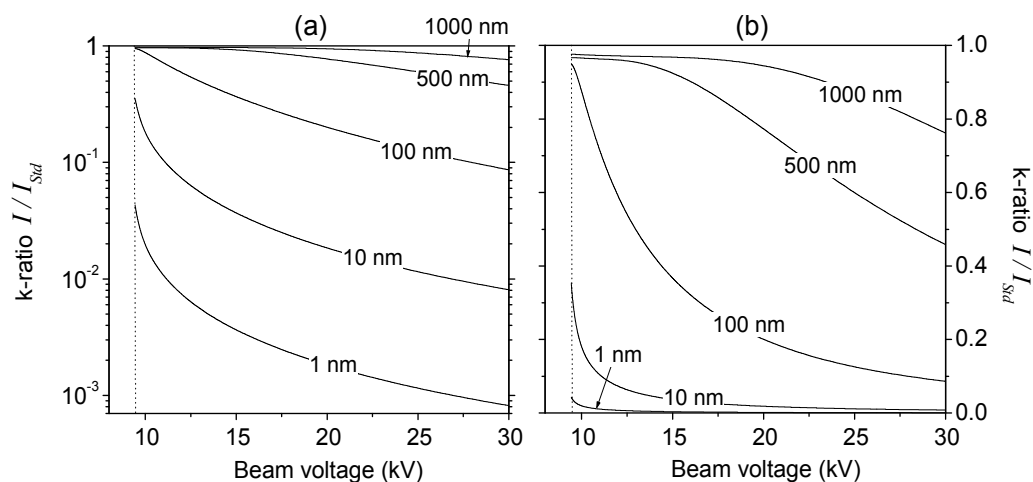 (a)
(b)
1000 nm
500 nm
100 nm
10 nm
1 nm
1
10⁻¹
10⁻²
10⁻³
k-ratio I / I_Std
10 15 20 25 30
Beam voltage (kV)
1000 nm
500 nm
100 nm
1 nm
10 nm
1.0
0.8
0.6
0.4
0.2
0.0
k-ratio I / I_Std
10 15 20 25 30
Beam voltage (kV)